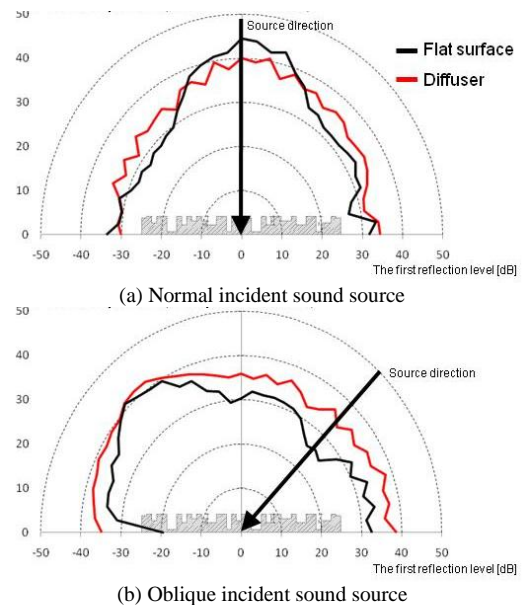 50
Source direction
Flat surface
Diffuser
40
30
20
10
0
-50 -40 -30 -20 -10 0 10 20 30 40 50
The first reflection level [dB]
(a) Normal incident sound source
50
Source direction
40
30
20
10
0
-50 -40 -30 -20 -10 0 10 20 30 40 50
The first reflection level [dB]
(b) Oblique incident sound source